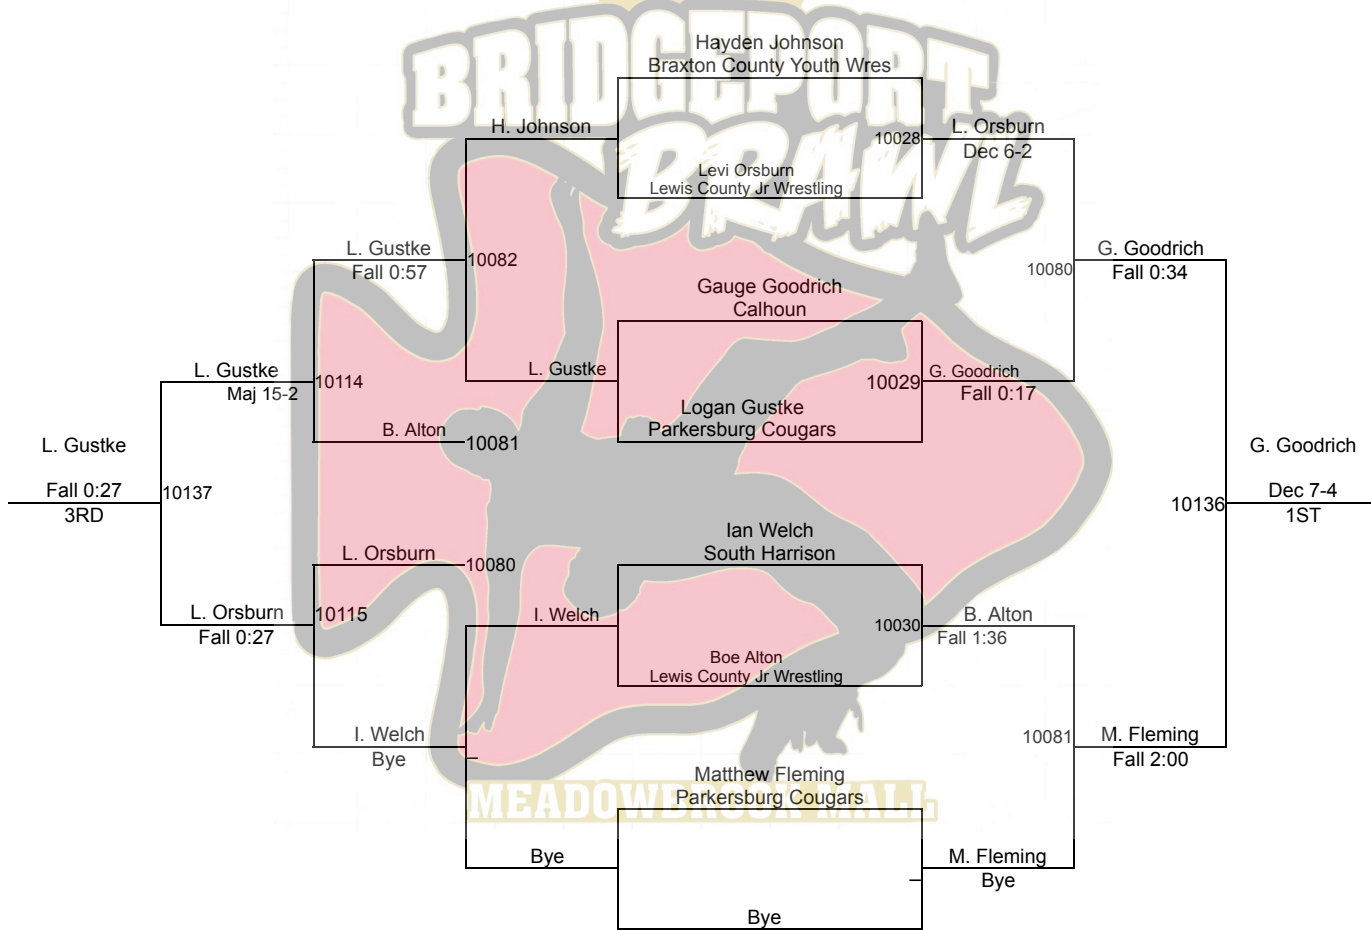 BRIDGEPORT
BRAWL
Hayden Johnson
Braxton County Youth Wres
H. Johnson
10028
L. Orsburn
Dec 6-2
Levi Orsburn
Lewis County Jr Wrestling
L. Gustke
Fall 0:57
10082
10080
G. Goodrich
Fall 0:34
Gauge Goodrich
Calhoun
L. Gustke
Maj 15-2
10114
L. Gustke
10029
G. Goodrich
Fall 0:17
Logan Gustke
Parkersburg Cougars
B. Alton
10081
L. Gustke
Fall 0:27
3RD
10137
10136
G. Goodrich
Dec 7-4
1ST
Ian Welch
South Harrison
L. Orsburn
10080
L. Orsburn
Fall 0:27
10115
I. Welch
10030
B. Alton
Fall 1:36
Boe Alton
Lewis County Jr Wrestling
I. Welch
Bye
10081
M. Fleming
Fall 2:00
Matthew Fleming
Parkersburg Cougars
MEADOWBROOK MALL
Bye
M. Fleming
Bye
Bye